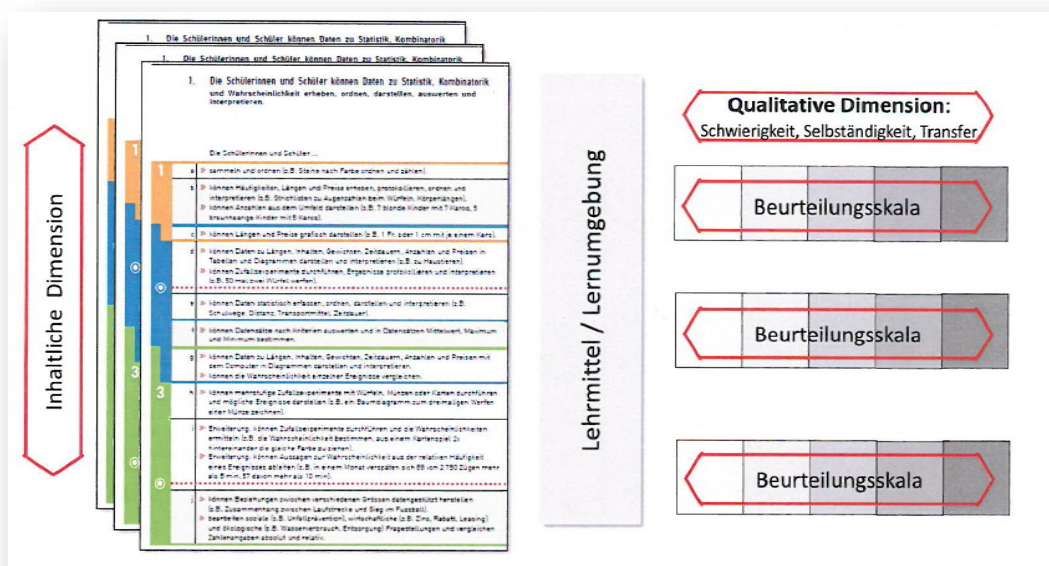 1. Die Schülerinnen und Schüler können Daten zu Statistik, Kombinatorik
1. Die Schülerinnen und Schüler können Daten zu Statistik, Kombinatorik
1. Die Schülerinnen und Schüler können Daten zu Statistik, Kombinatorik
und Wahrscheinlichkeit erheben, ordnen, darstellen, auswerten und
interpretieren.
Die Schülerinnen und Schüler ...
1
a » sammeln und ordnen (z.B. Steine nach Farbe ordnen und zählen).
b » können Häufigkeiten, Längen und Preise erheben, protokollieren, ordnen und
interpretieren (z.B. Strichlisten zu Augenzahlen beim Würfeln, Körperlängen).
» können Anzahlen aus dem Umfeld darstellen (z.B. 7 blonde Kinder mit 7 Karos, 5
braunhaarige Kinder mit 5 Karos).
c » können Längen und Preise grafisch darstellen (z.B. 1 Fr. oder 1 cm mit je einem Karo).
d » können Daten zu Längen, Inhalten, Gewichten, Zeitdauern, Anzahlen und Preisen in
Tabellen und Diagrammen darstellen und interpretieren (z.B. zu Haustieren).
» können Zufallsexperimente durchführen, Ergebnisse protokollieren und interpretieren
(z.B. 50 mal zwei Würfel werfen).
e » können Daten statistisch erfassen, ordnen, darstellen und interpretieren (z.B.
Schulwege: Distanz, Transportmittel, Zeitdauer).
f » können Datensätze nach Kriterien auswerten und in Datensätzen Mittelwert, Maximum
und Minimum bestimmen.
g » können Daten zu Längen, Inhalten, Gewichten, Zeitdauern, Anzahlen und Preisen mit
dem Computer in Diagrammen darstellen und interpretieren.
» können die Wahrscheinlichkeit einzelner Ereignisse vergleichen.
3
h » können mehrstufige Zufallsexperimente mit Würfeln, Münzen oder Karten durchführen
und mögliche Ereignisse darstellen (z.B. ein Baumdiagramm zum dreimaligen Werfen
einer Münze zeichnen).
i » Erweiterung: können Zufallsexperimente durchführen und die Wahrscheinlichkeiten
ermitteln (z.B. die Wahrscheinlichkeit bestimmen, aus einem Kartenspiel 2x
hintereinander die gleiche Farbe zu ziehen).
» Erweiterung: können Aussagen zur Wahrscheinlichkeit aus der relativen Häufigkeit
eines Ereignisses ableiten (z.B. in einem Monat verspäten sich 88 von 2'750 Zügen mehr
als 5 min, 57 davon mehr als 10 min).
j » können Beziehungen zwischen verschiedenen Grössen datengestützt herstellen
(z.B. Zusammenhang zwischen Laufstrecke und Sieg im Fussball).
» bearbeiten soziale (z.B. Unfallprävention), wirtschaftliche (z.B. Zins, Rabatt, Leasing)
und ökologische (z.B. Wasserverbrauch, Entsorgung) Fragestellungen und vergleichen
Zahlenangaben absolut und relativ.
1
3
Inhaltliche Dimension
Lehrmittel / Lernumgebung
Qualitative Dimension:
Schwierigkeit, Selbständigkeit, Transfer
Beurteilungsskala
Beurteilungsskala
Beurteilungsskala